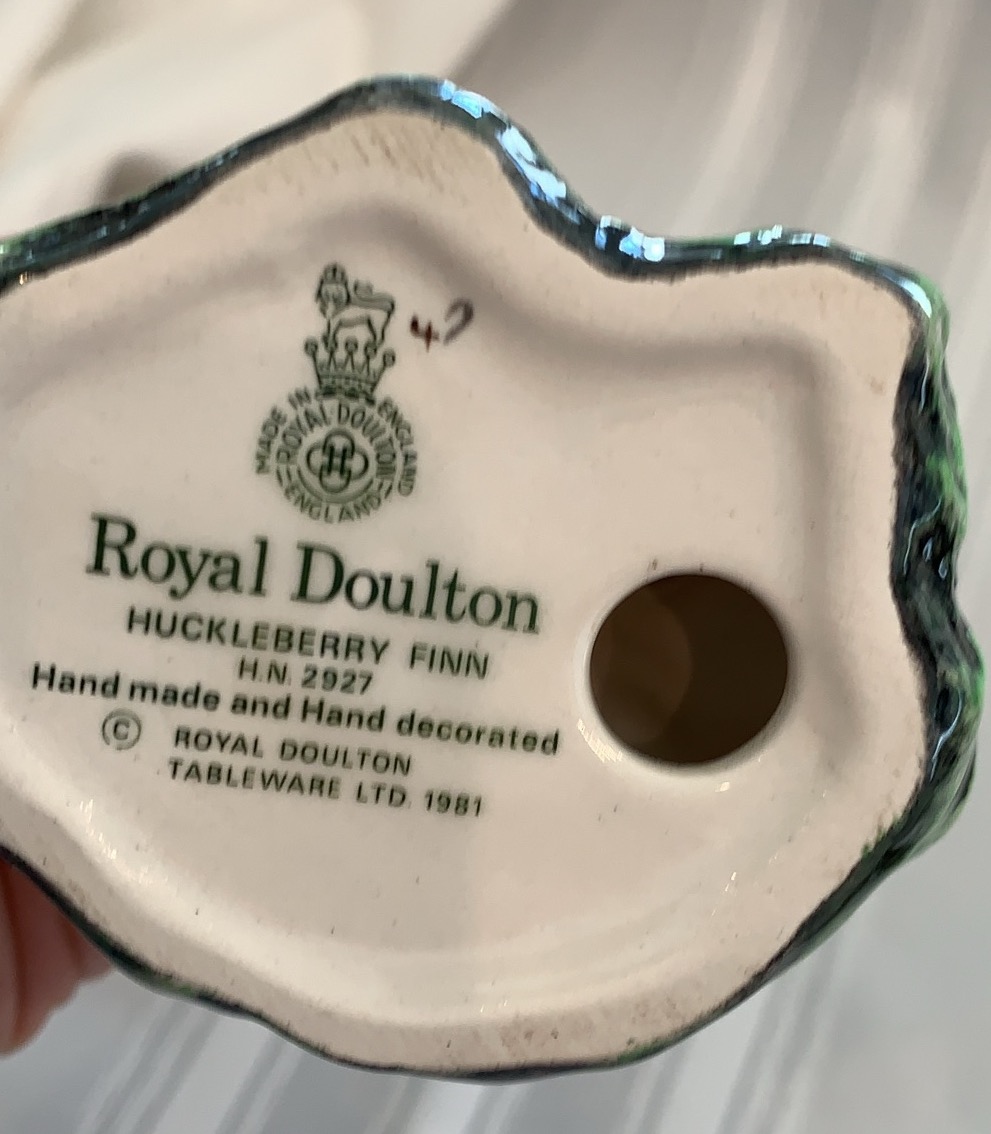 MADE IN ENGLAND
ROYAL DOULTON
ENGLAND
Royal Doulton
HUCKLEBERRY FINN
H.N. 2927
Hand made and Hand decorated
© ROYAL DOULTON
TABLEWARE LTD. 1981